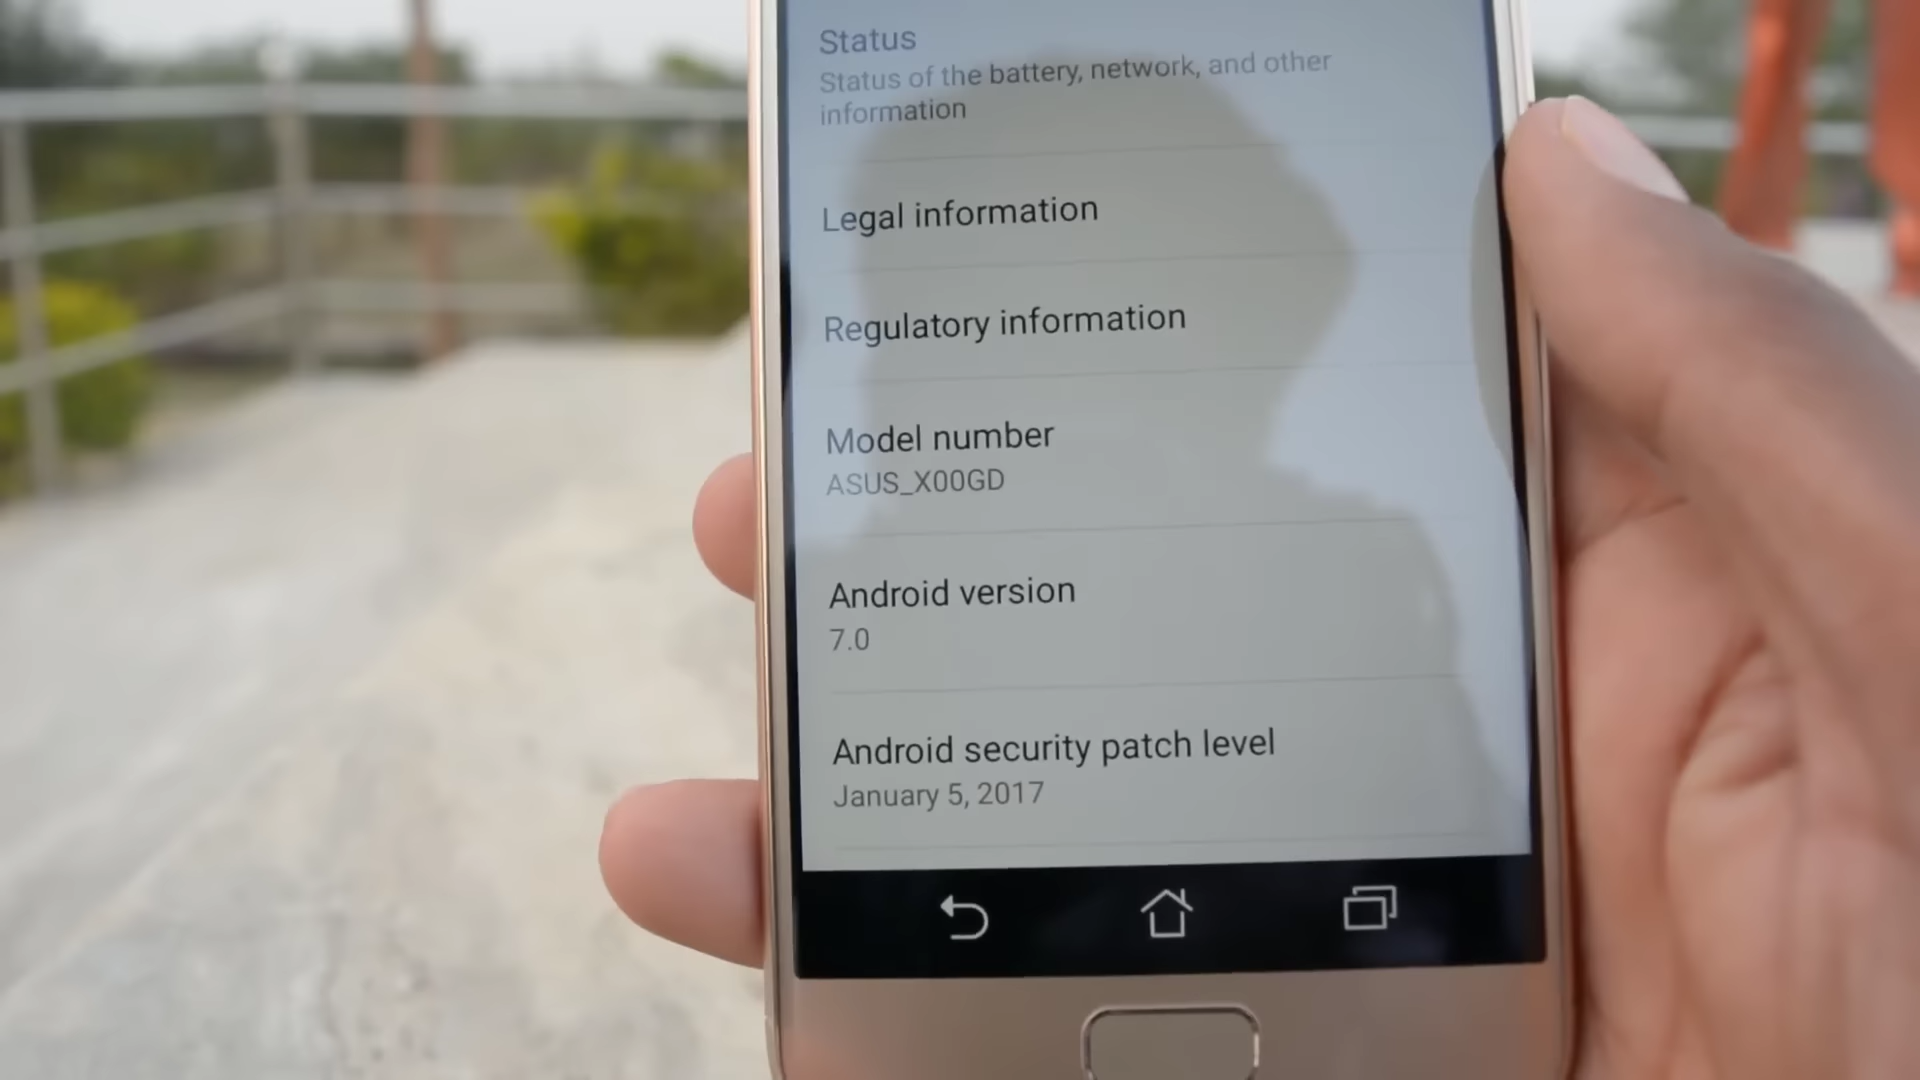 Status
Status of the battery, network, and other
information
Legal information
Regulatory information
Model number
ASUS_X00GD
Android version
7.0
Android security patch level
January 5, 2017